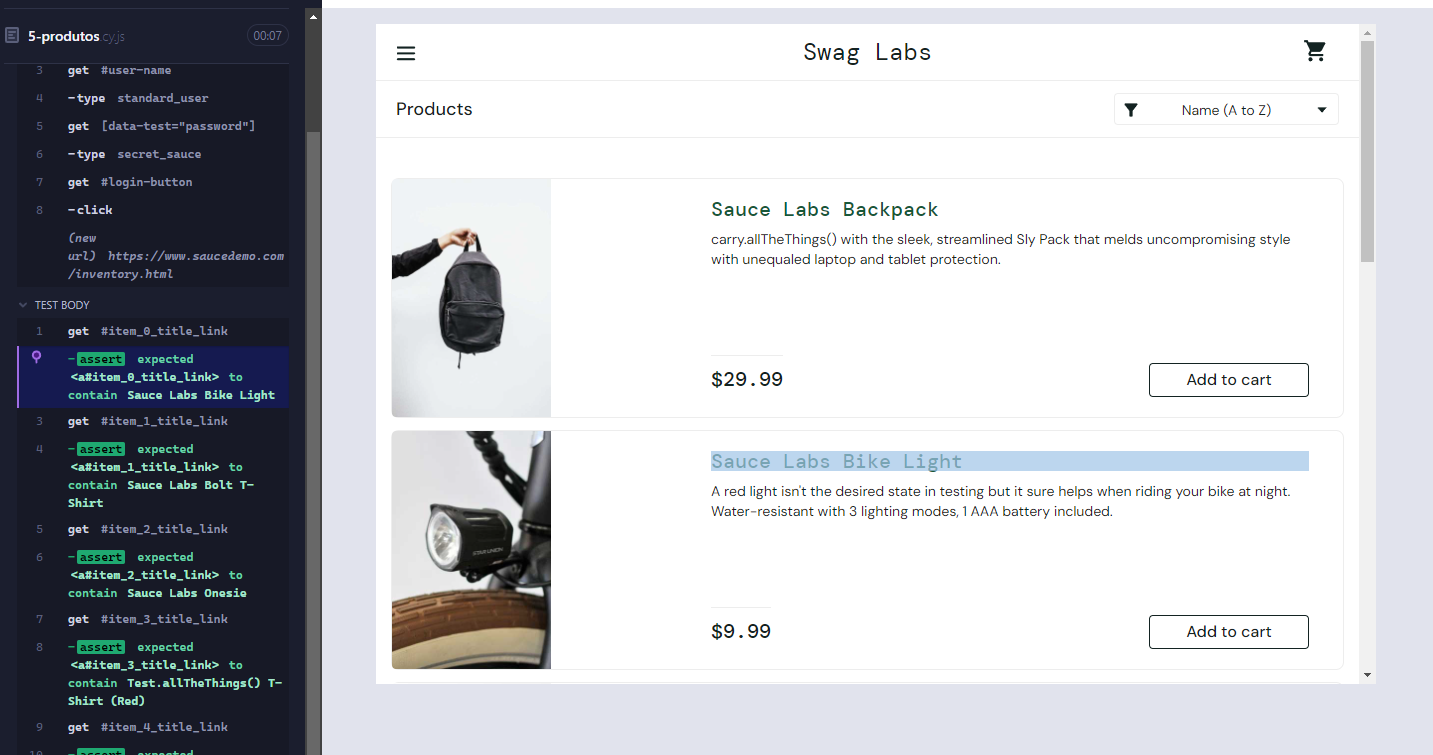 5-produtos cy.js 00:07
3 get #user-name
4 -type standard_user
5 get [data-test="password"]
6 -type secret_sauce
7 get #login-button
8 -click
(new
url) https://www.saucedemo.com
/inventory.html
TEST BODY
1 get #item_0_title_link
-assert expected
<a#item_0_title_link> to
contain Sauce Labs Bike Light
3 get #item_1_title_link
4 -assert expected
<a#item_1_title_link> to
contain Sauce Labs Bolt T-
Shirt
5 get #item_2_title_link
6 -assert expected
<a#item_2_title_link> to
contain Sauce Labs Onesie
7 get #item_3_title_link
8 -assert expected
<a#item_3_title_link> to
contain Test.allTheThings() T-
Shirt (Red)
9 get #item_4_title_link
10 -assert expected
Swag Labs
Products
Name (A to Z)
Sauce Labs Backpack
carry.allTheThings() with the sleek, streamlined Sly Pack that melds uncompromising style
with unequaled laptop and tablet protection.
$29.99
Add to cart
Sauce Labs Bike Light
A red light isn't the desired state in testing but it sure helps when riding your bike at night.
Water-resistant with 3 lighting modes, 1 AAA battery included.
$9.99
Add to cart